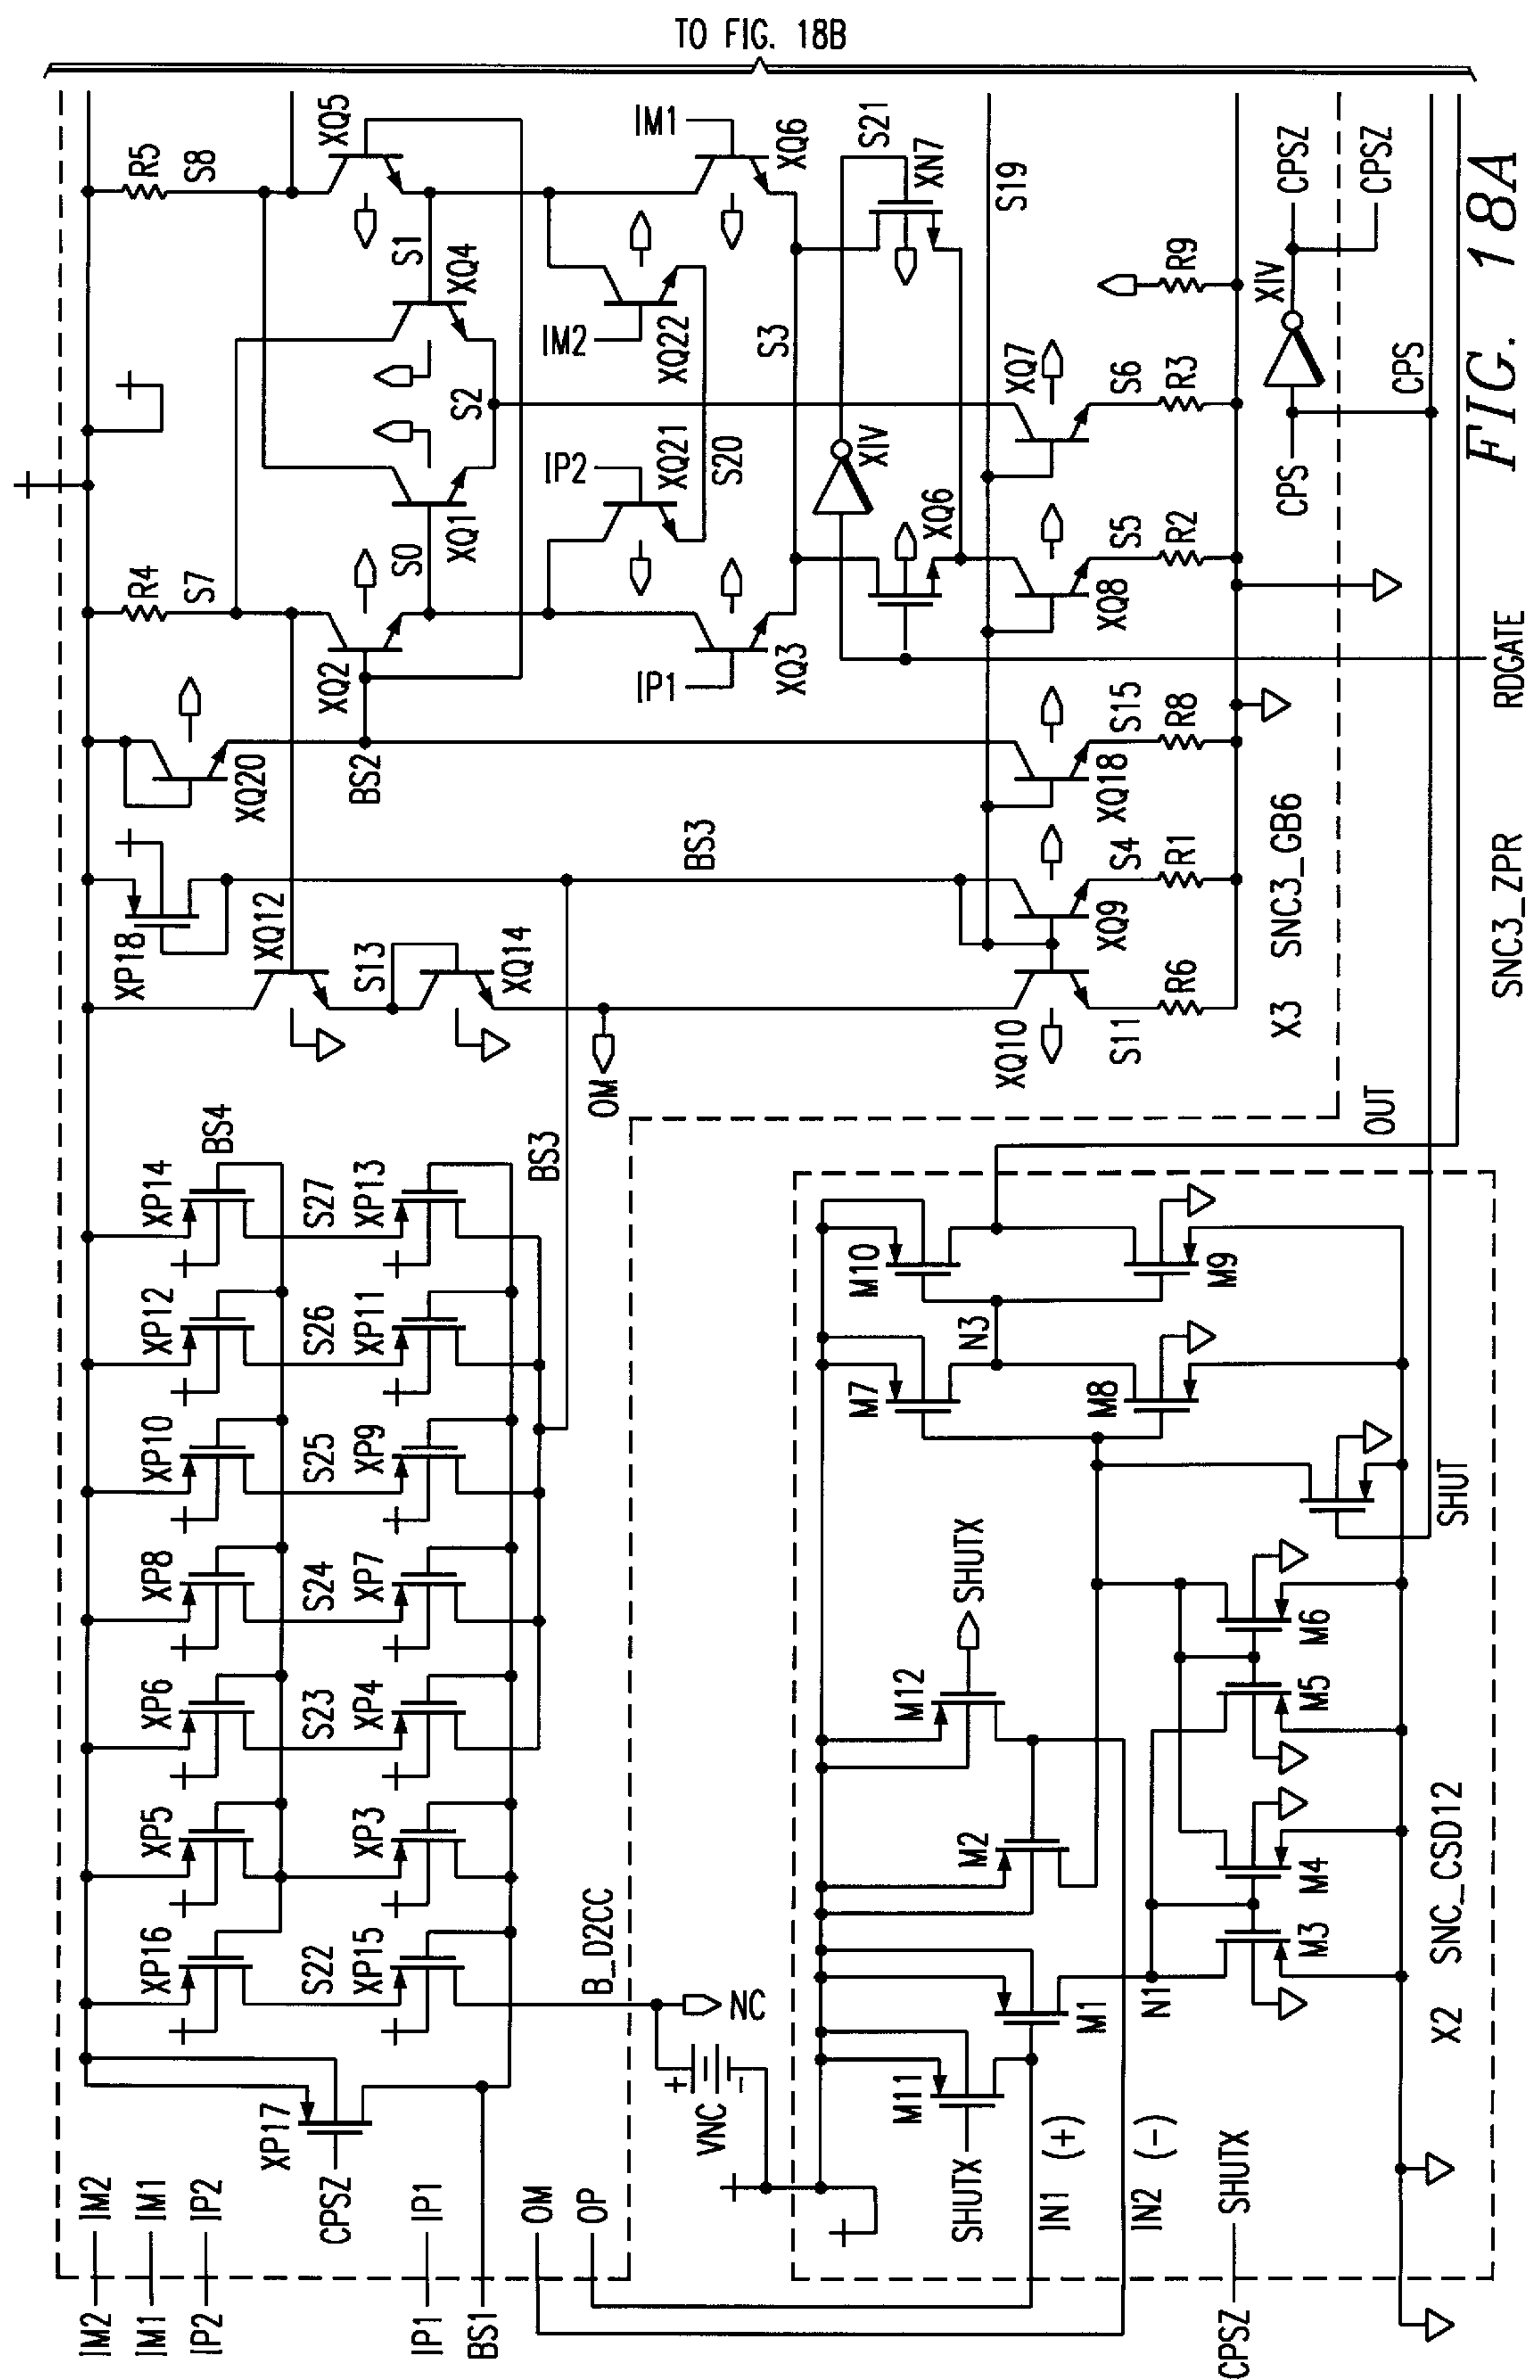 TO FIG. 18B
R5
S8
XQ5
IM1
XQ6
S21
XN7
S19
S1
XQ4
IM2
XQ22
S3
XQ7
S6
R3
R9
XIV
CPSZ
CPSZ
CPS
CPS
S2
XQ1
S0
IP2
XQ21
S20
XIV
XQ6
XQ8
S5
R2
R4
S7
XQ2
IP1
XQ3
RDGATE
XQ20
BS2
XQ18
S15
R8
XP18
BS3
XQ9
S4
R1
SNC3_GB6
SNC3_ZPR
XQ12
S13
XQ14
OM
XQ10
S11
R6
X3
FIG. 18A
BS4
XP14
S27
XP13
BS3
XP12
S26
XP11
XP10
S25
XP9
XP8
S24
XP7
XP6
S23
XP4
XP5
XP3
XP16
S22
XP15
B_D2CC
XP17
CPSZ
NC
VNC
+
-
OUT
M10
M9
N3
M7
M8
SHUT
SHUTX
M12
M6
M5
M2
M4
M3
M1
N1
M11
SHUTX
IN1 (+)
IN2 (-)
X2 SNC_CSD12
IM2 IM2
IM1 IM1
IP2 IP2
IP1 IP1
BS1
OM
OP
CPSZ SHUTX